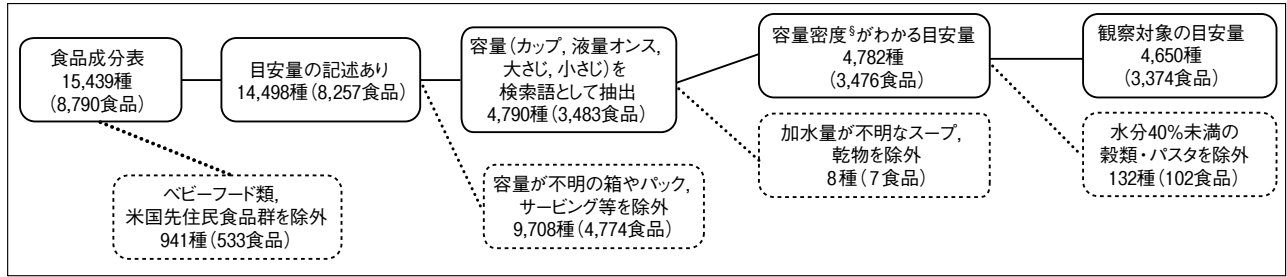 食品成分表
15,439種
(8,790食品)
目安量の記述あり
14,498種(8,257食品)
容量(カップ, 液量オンス,
大さじ, 小さじ)を
検索語として抽出
4,790種(3,483食品)
容量密度§がわかる目安量
4,782種
(3,476食品)
観察対象の目安量
4,650種
(3,374食品)
ベビーフード類,
米国先住民食品群を除外
941種(533食品)
容量が不明の箱やパック,
サービング等を除外
9,708種(4,774食品)
加水量が不明なスープ,
乾物を除外
8種(7食品)
水分40%未満の
穀類・パスタを除外
132種(102食品)